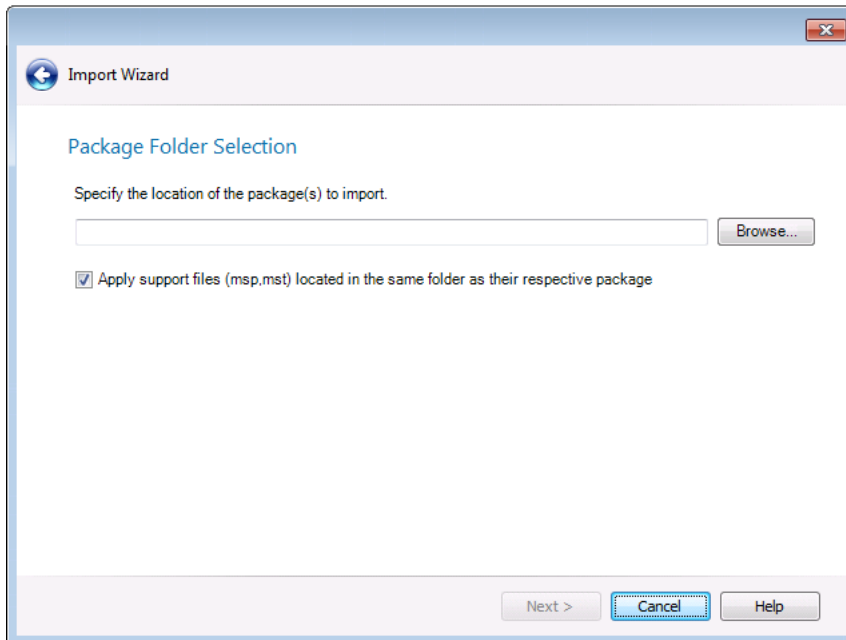 Import Wizard
Package Folder Selection
Specify the location of the package(s) to import.
Browse...
Apply support files (msp,mst) located in the same folder as their respective package
Next > Cancel Help